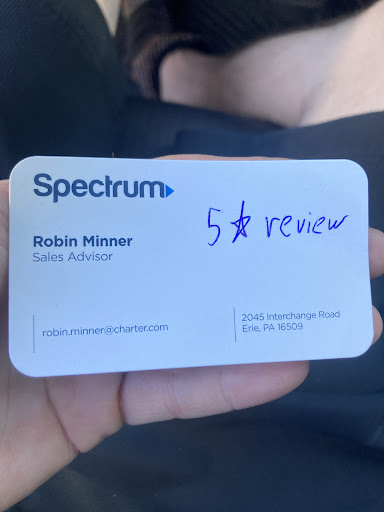 Spectrum
5☆ review
Robin Minner
Sales Advisor
robin.minner@charter.com
2045 Interchange Road
Erie, PA 16509